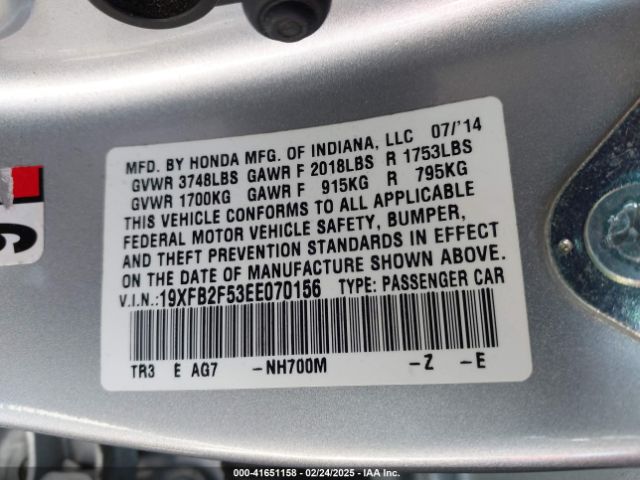 MFD. BY HONDA MFG. OF INDIANA, LLC 07/'14
GVWR 3748LBS GAWR F 2018LBS R 1753LBS
GVWR 1700KG GAWR F 915KG R 795KG
THIS VEHICLE CONFORMS TO ALL APPLICABLE
FEDERAL MOTOR VEHICLE SAFETY, BUMPER,
AND THEFT PREVENTION STANDARDS IN EFFECT
ON THE DATE OF MANUFACTURE SHOWN ABOVE.
V.I.N.:19XFB2F53EE070156 TYPE: PASSENGER CAR
TR3 E AG7 -NH700M -Z -E
000-41651158 - 02/24/2025 - IAA Inc. - Copyright